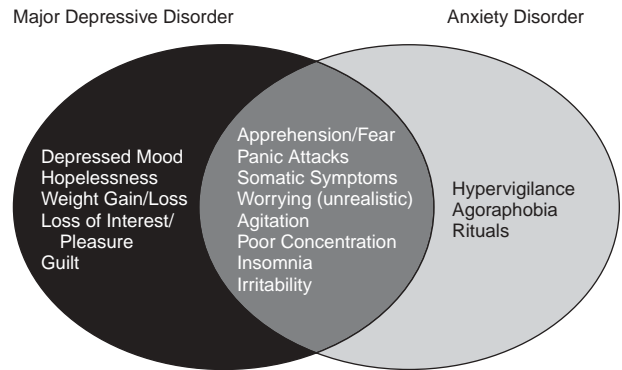 Major Depressive Disorder
Anxiety Disorder
Depressed Mood
Hopelessness
Weight Gain/Loss
Loss of Interest/
Pleasure
Guilt
Apprehension/Fear
Panic Attacks
Somatic Symptoms
Worrying (unrealistic)
Agitation
Poor Concentration
Insomnia
Irritability
Hypervigilance
Agoraphobia
Rituals